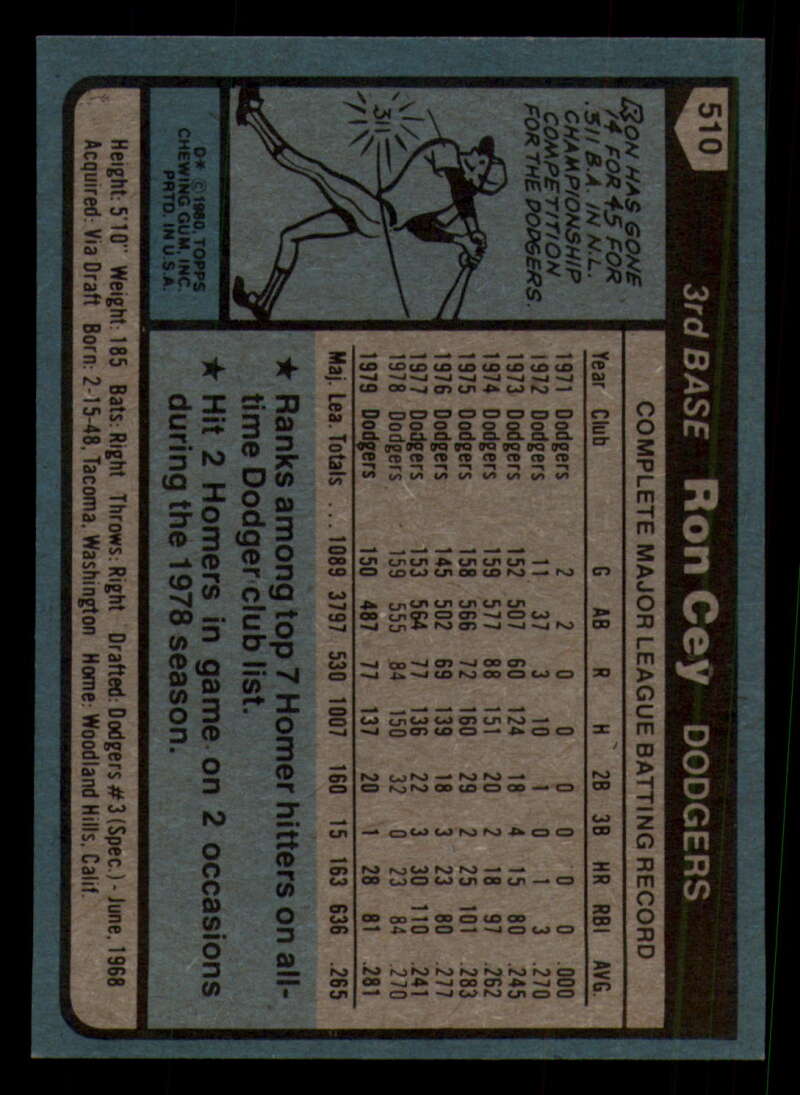 510
3rd BASE Ron Cey DODGERS
RON HAS GONE
14 FOR 45 FOR
.311 B.A. IN N.L.
CHAMPIONSHIP
COMPETITION
FOR THE DODGERS.
311
D* © 1980, TOPPS
CHEWING GUM, INC.
PRTD. IN U.S.A.
COMPLETE MAJOR LEAGUE BATTING RECORD
Year Club G AB R H 2B 3B HR RBI AVG.
1971 Dodgers 2 2 0 0 0 0 0 0 .000
1972 Dodgers 11 37 3 10 1 0 1 3 .270
1973 Dodgers 152 507 60 124 18 4 15 80 .245
1974 Dodgers 159 577 88 151 20 2 18 97 .262
1975 Dodgers 158 566 72 160 29 2 25 101 .283
1976 Dodgers 145 502 69 139 18 3 23 80 .277
1977 Dodgers 153 564 77 136 22 3 30 110 .241
1978 Dodgers 159 555 84 150 32 0 23 84 .270
1979 Dodgers 150 487 77 137 20 1 28 81 .281
Maj. Lea. Totals ... 1089 3797 530 1007 160 15 163 636 .265
★ Ranks among top 7 Homer hitters on all-
time Dodger club list.
★ Hit 2 Homers in game on 2 occasions
during the 1978 season.
Height: 5'10" Weight: 185 Bats: Right Throws: Right Drafted: Dodgers #3 (Spec.) - June, 1968
Acquired: Via Draft Born: 2-15-48, Tacoma, Washington Home: Woodland Hills, Calif.